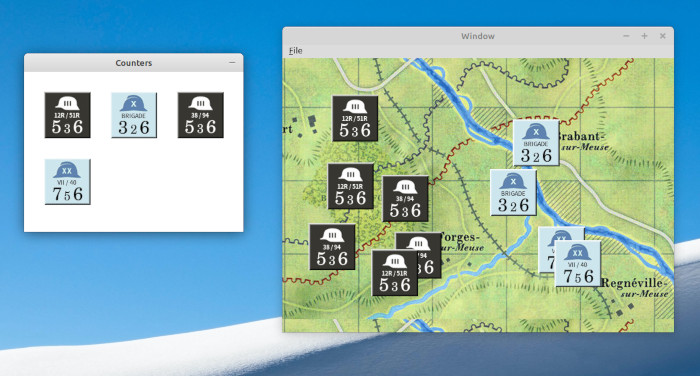 Counters
III
12R / 51R
5 3 6
X
BRIGADE
3 2 6
III
38 / 94
5 3 6
XX
VII / 40
7 5 6
Window
File
III
12R / 51R
5 3 6
X
BRIGADE
3 2 6
Brabant-
sur-Meuse
III
12R / 51R
5 3 6
III
38 / 94
5 3 6
X
BRIGADE
3 2 6
III
38 / 94
5 3 6
Forges-
sur-Meuse
III
12R / 51R
5 3 6
XX
VII / 40
7 5 6
Regnéville-
sur-Meuse